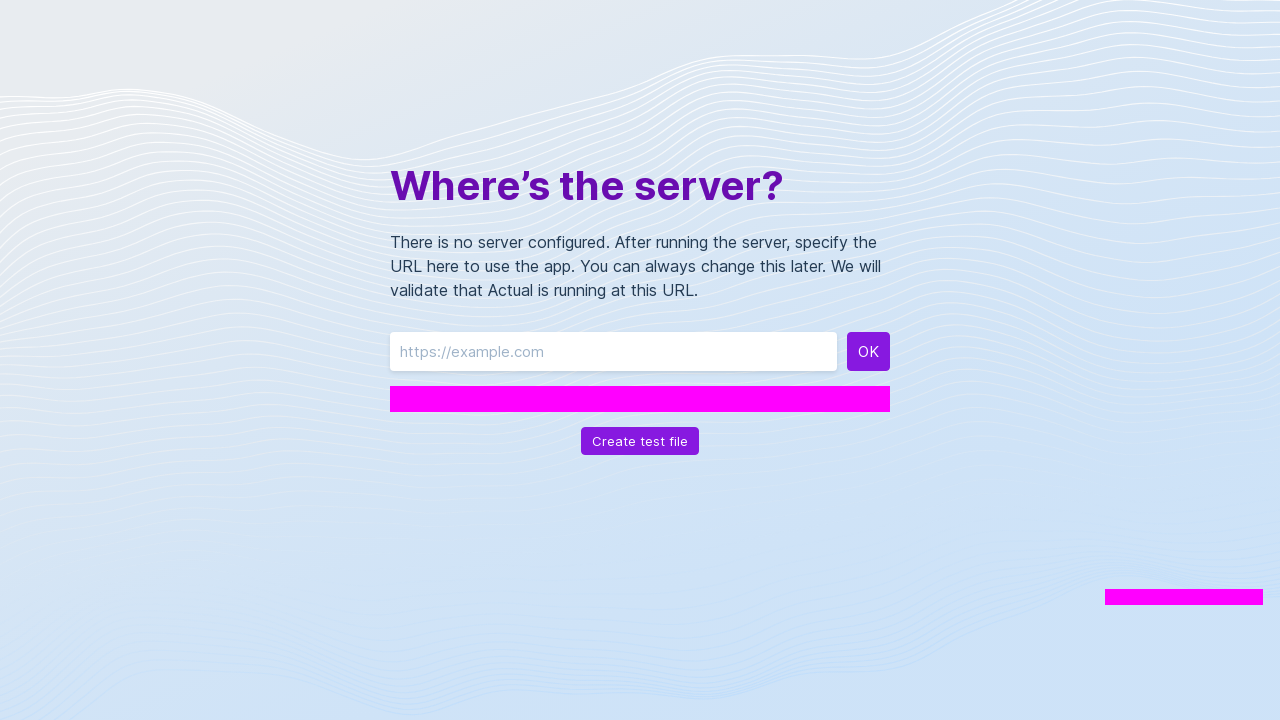 Where’s the server?
There is no server configured. After running the server, specify the
URL here to use the app. You can always change this later. We will
validate that Actual is running at this URL.
https://example.com
OK
Create test file